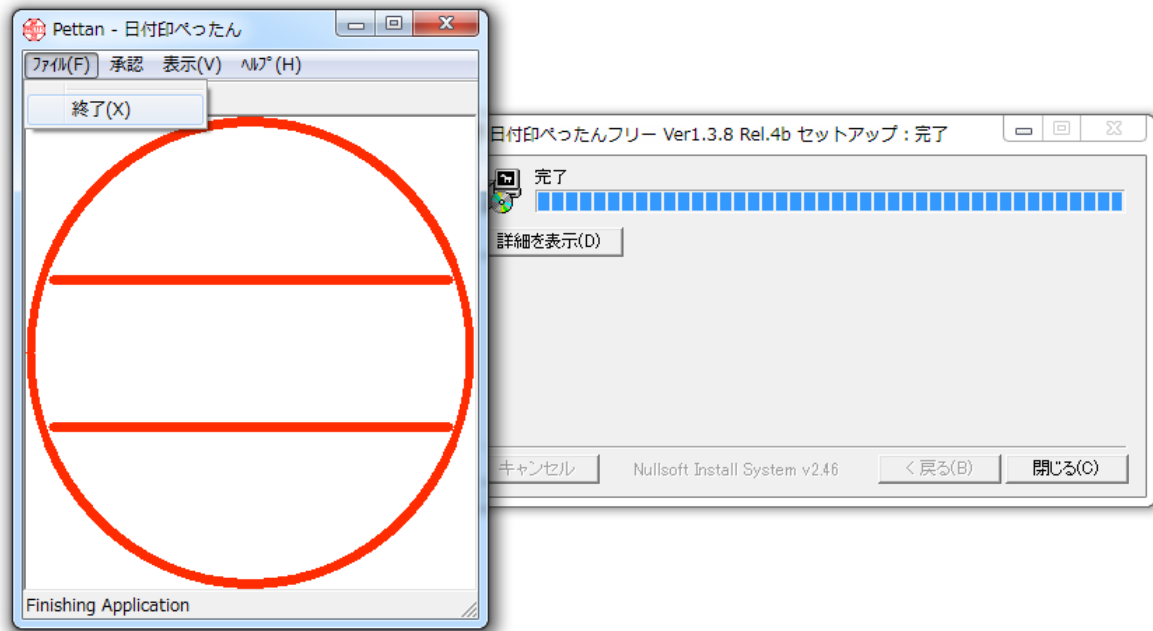 Pettan - 日付印ぺったん
ﾌｧｲﾙ(F) 承認 表示(V) ﾍﾙﾌﾟ(H)
終了(X)
Finishing Application
日付印ぺったんフリー Ver1.3.8 Rel.4b セットアップ：完了
完了
詳細を表示(D)
キャンセル
Nullsoft Install System v2.46
< 戻る(B)
閉じる(C)